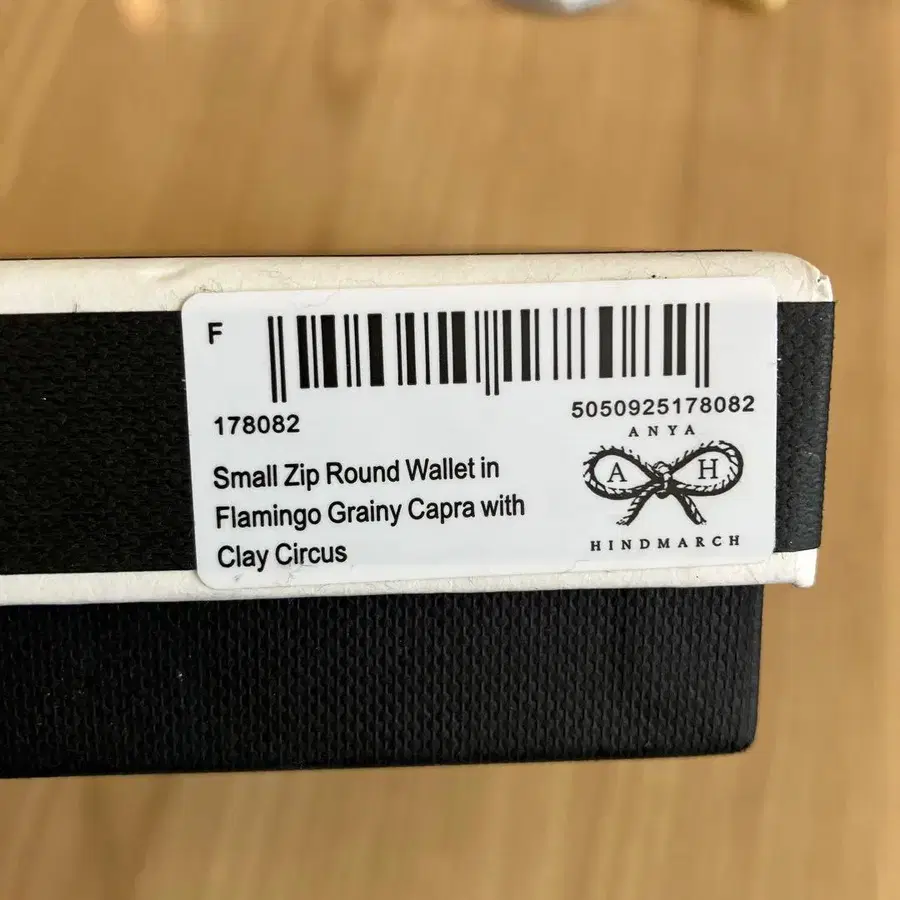 F
178082
5050925178082
Small Zip Round Wallet in
Flamingo Grainy Capra with
Clay Circus
ANYA
A H
HINDMARCH